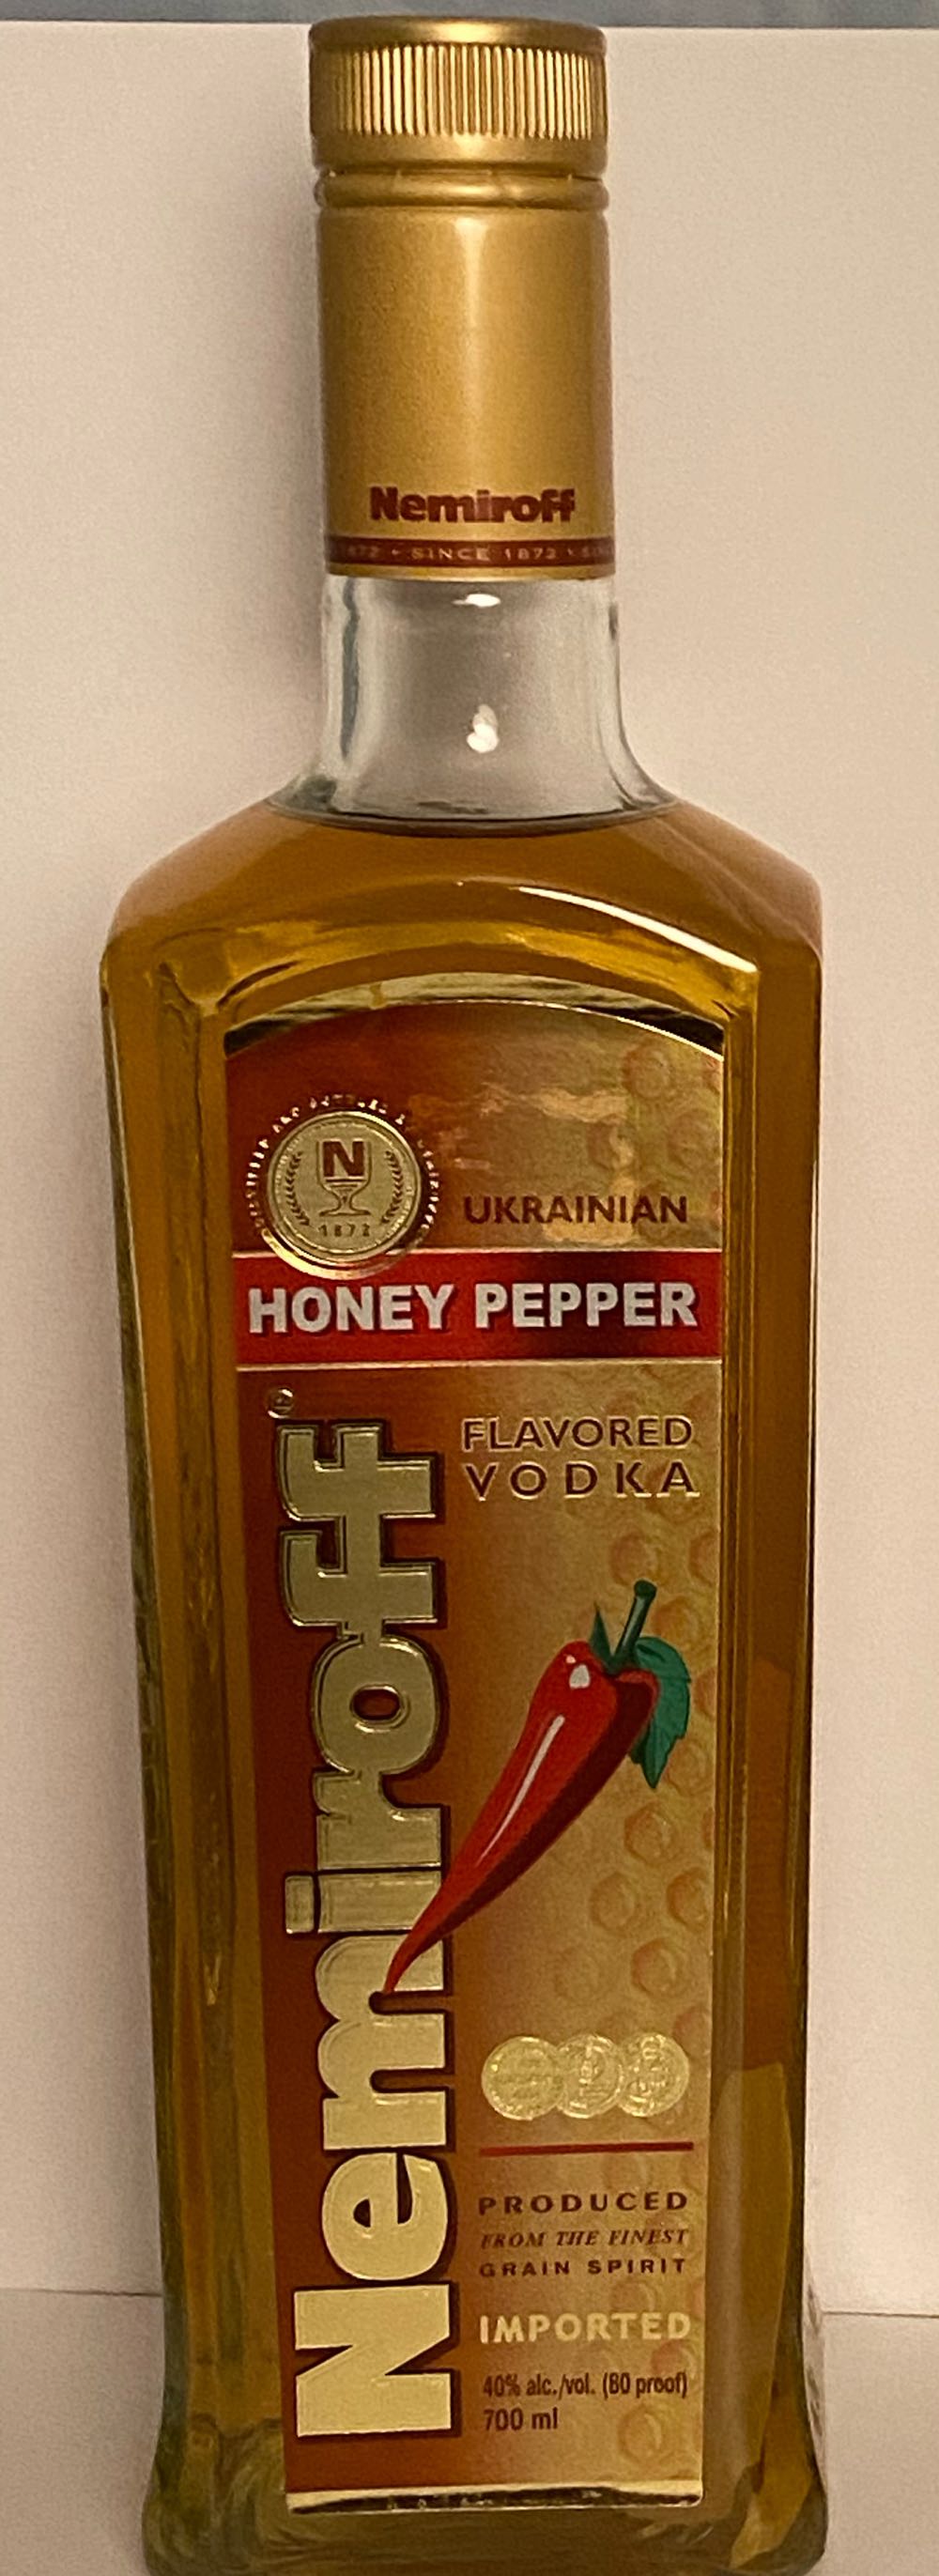 Nemiroff
SINCE 1872
N
1872
UKRAINIAN
HONEY PEPPER
Nemiroff®
FLAVORED
VODKA
PRODUCED
FROM THE FINEST
GRAIN SPIRIT
IMPORTED
40% alc./vol. (80 proof)
700 ml